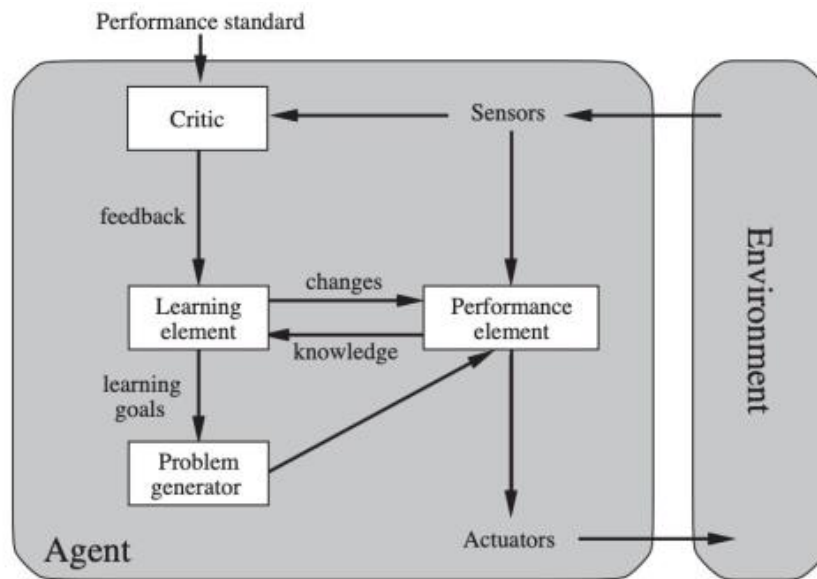 Performance standard
Critic
Sensors
feedback
Learning
element
changes
knowledge
Performance
element
learning
goals
Problem
generator
Actuators
Agent
Environment